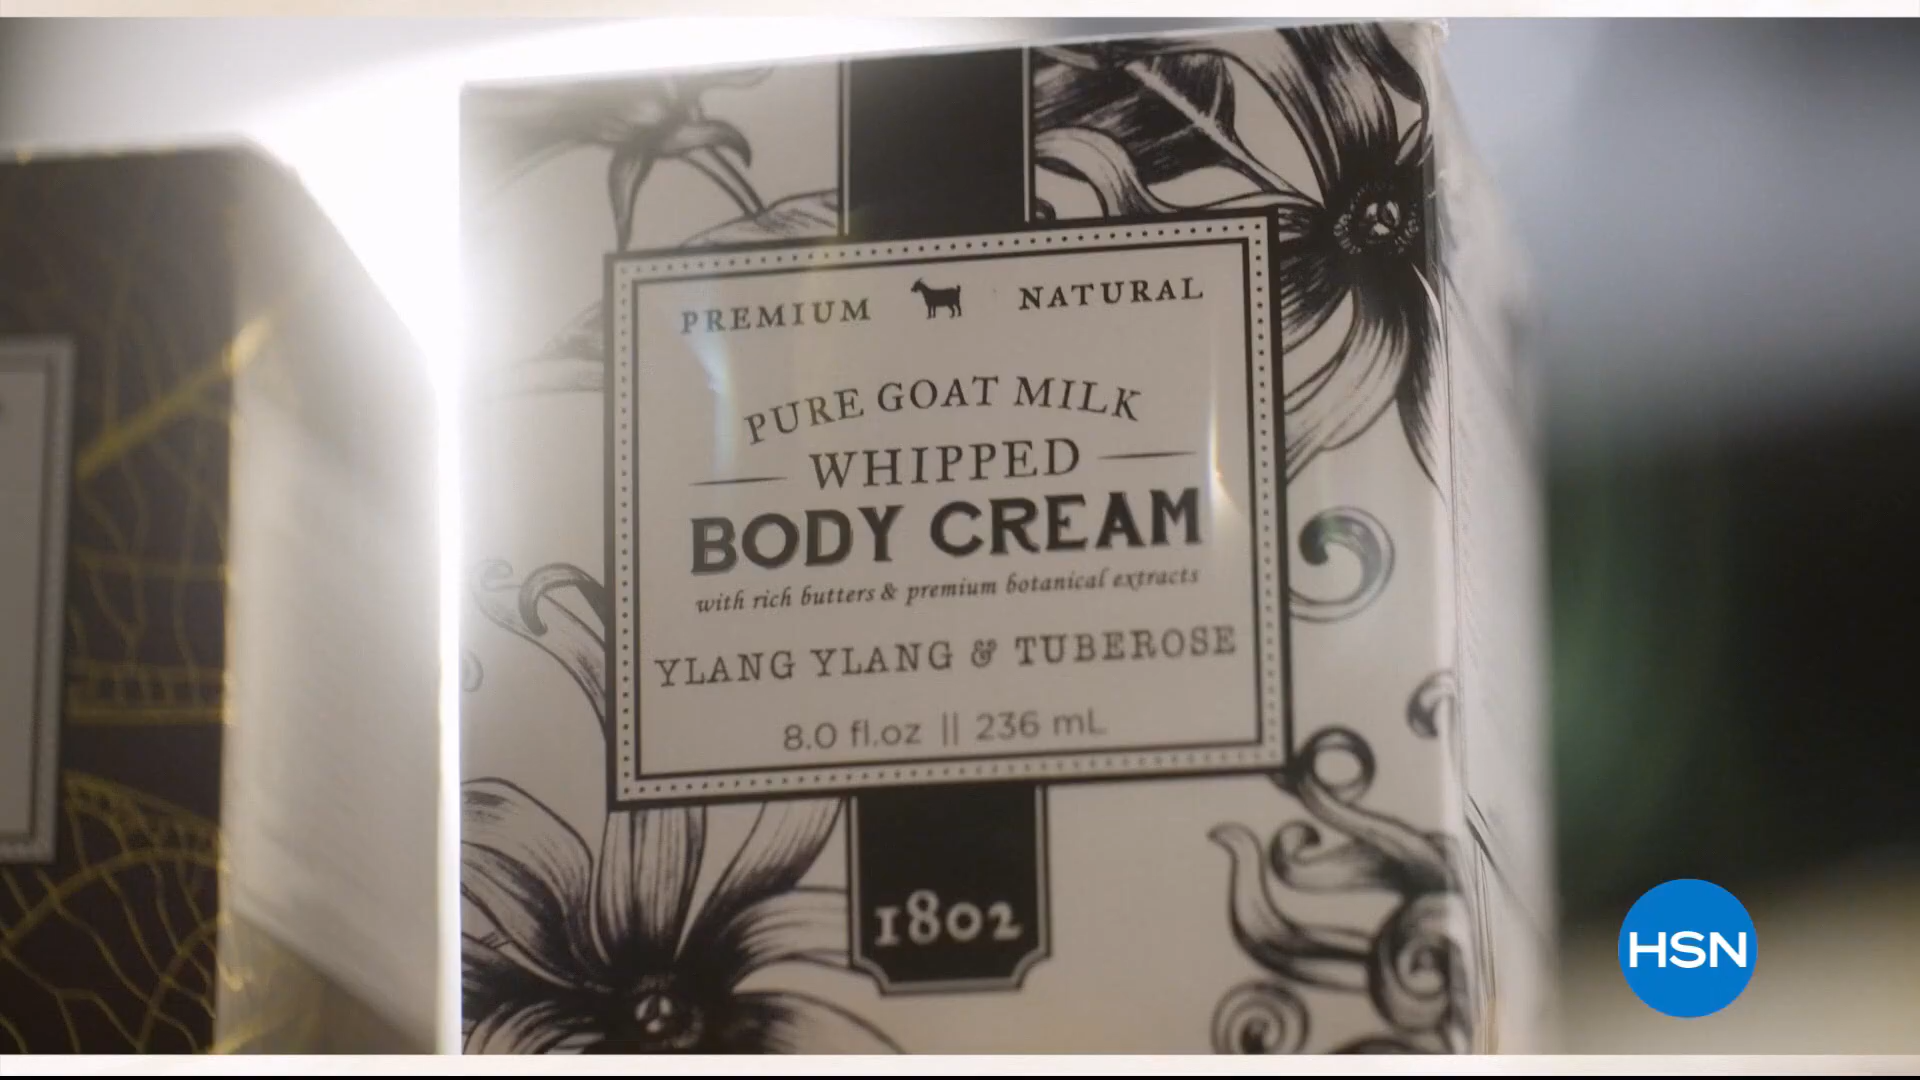 PREMIUM NATURAL
PURE GOAT MILK
WHIPPED
BODY CREAM
with rich butters & premium botanical extracts
YLANG YLANG & TUBEROSE
8.0 fl.oz || 236 mL
1802
HSN